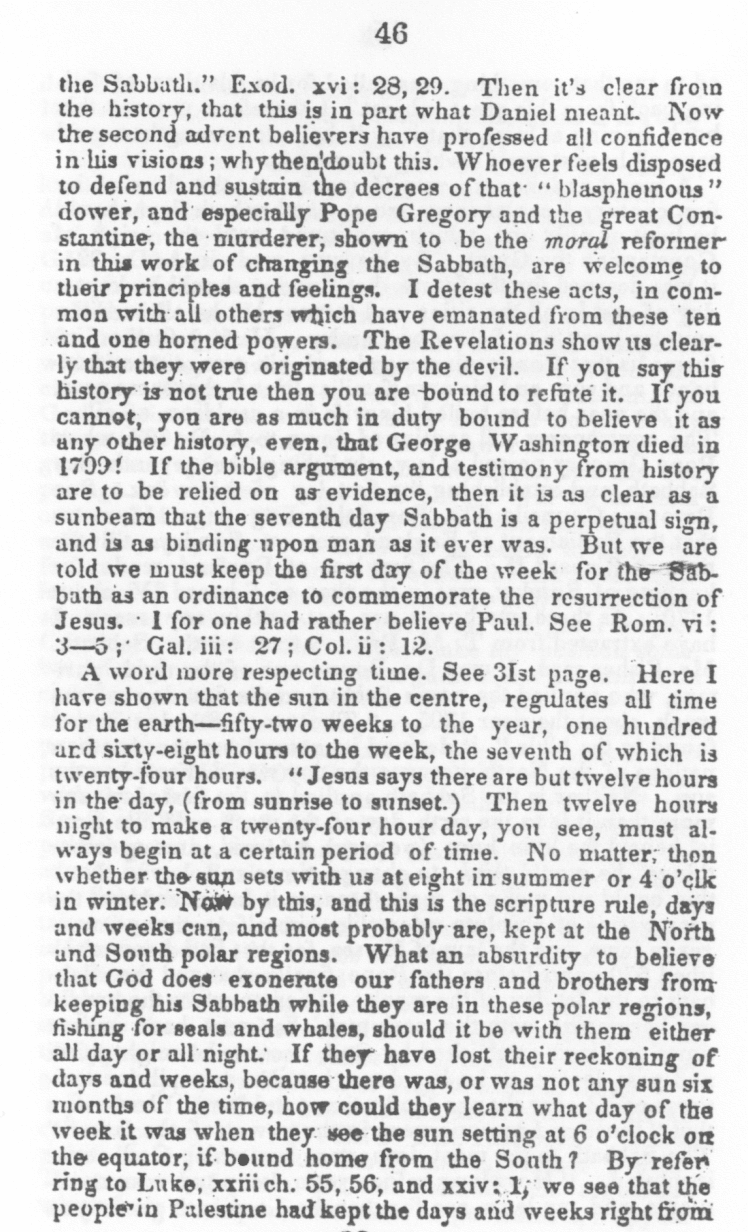 46
the Sabbath." Exod. xvi: 28, 29. Then it's clear from
the history, that this is in part what Daniel meant. Now
the second advent believers have professed all confidence
in his visions; why then doubt this. Whoever feels disposed
to defend and sustain the decrees of that "blasphemous"
dower, and especially Pope Gregory and the great Con-
stantine, the murderer, shown to be the moral reformer
in this work of changing the Sabbath, are welcome to
their principles and feelings. I detest these acts, in com-
mon with all others which have emanated from these ten
and one horned powers. The Revelations show us clear-
ly that they were originated by the devil. If you say this
history is not true then you are bound to refute it. If you
cannot, you are as much in duty bound to believe it as
any other history, even, that George Washington died in
1799! If the bible argument, and testimony from history
are to be relied on as evidence, then it is as clear as a
sunbeam that the seventh day Sabbath is a perpetual sign,
and is as binding upon man as it ever was. But we are
told we must keep the first day of the week for the Sab-
bath as an ordinance to commemorate the resurrection of
Jesus. I for one had rather believe Paul. See Rom. vi:
3—5; Gal. iii: 27; Col. ii: 12.
A word more respecting time. See 31st page. Here I
have shown that the sun in the centre, regulates all time
for the earth—fifty-two weeks to the year, one hundred
and sixty-eight hours to the week, the seventh of which is
twenty-four hours. "Jesus says there are but twelve hours
in the day, (from sunrise to sunset.) Then twelve hours
night to make a twenty-four hour day, you see, must al-
ways begin at a certain period of time. No matter, then
whether the sun sets with us at eight in summer or 4 o'clk
in winter. Now by this, and this is the scripture rule, days
and weeks can, and most probably are, kept at the North
and South polar regions. What an absurdity to believe
that God does exonerate our fathers and brothers from
keeping his Sabbath while they are in these polar regions,
fishing for seals and whales, should it be with them either
all day or all night. If they have lost their reckoning of
days and weeks, because there was, or was not any sun six
months of the time, how could they learn what day of the
week it was when they see the sun setting at 6 o'clock on
the equator, if bound home from the South? By refer
ring to Luke, xxiii ch. 55, 56, and xxiv: 1, we see that the
people in Palestine had kept the days and weeks right from